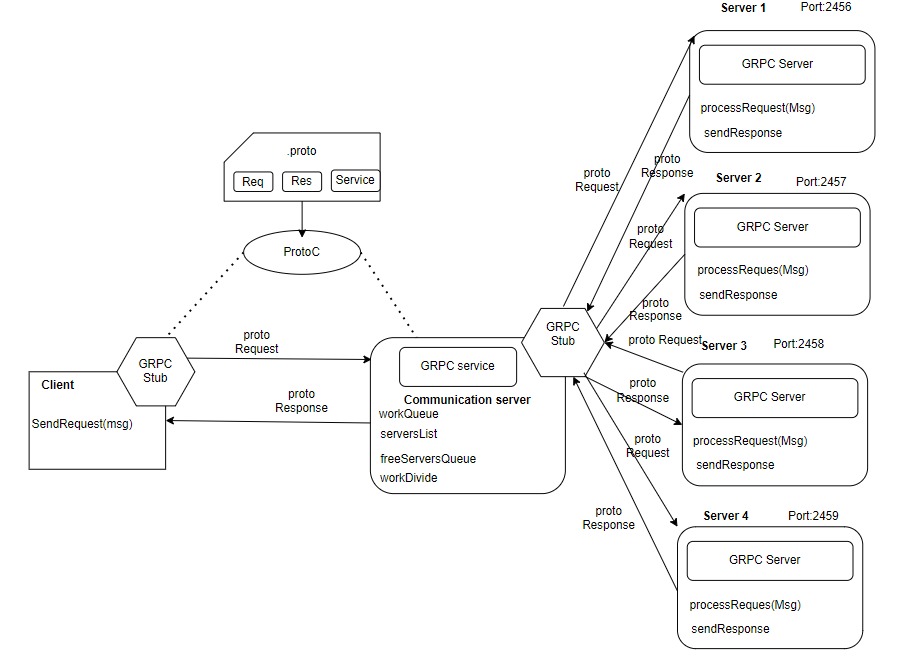 Server 1 Port:2456
GRPC Server
processRequest(Msg)
sendResponse
.proto
Req Res Service
ProtoC
proto
Request
proto
Response
Server 2 Port:2457
GRPC Server
processReques(Msg)
sendResponse
proto
Request
proto
Response
GRPC
Stub
proto Request
Server 3 Port:2458
GRPC Server
processRequest(Msg)
sendResponse
proto
Response
proto
Request
proto
Response
Server 4 Port:2459
GRPC Server
processReques(Msg)
sendResponse
GRPC
Stub
Client
SendRequest(msg)
proto
Request
proto
Response
GRPC service
Communication server
workQueue
serversList
freeServersQueue
workDivide